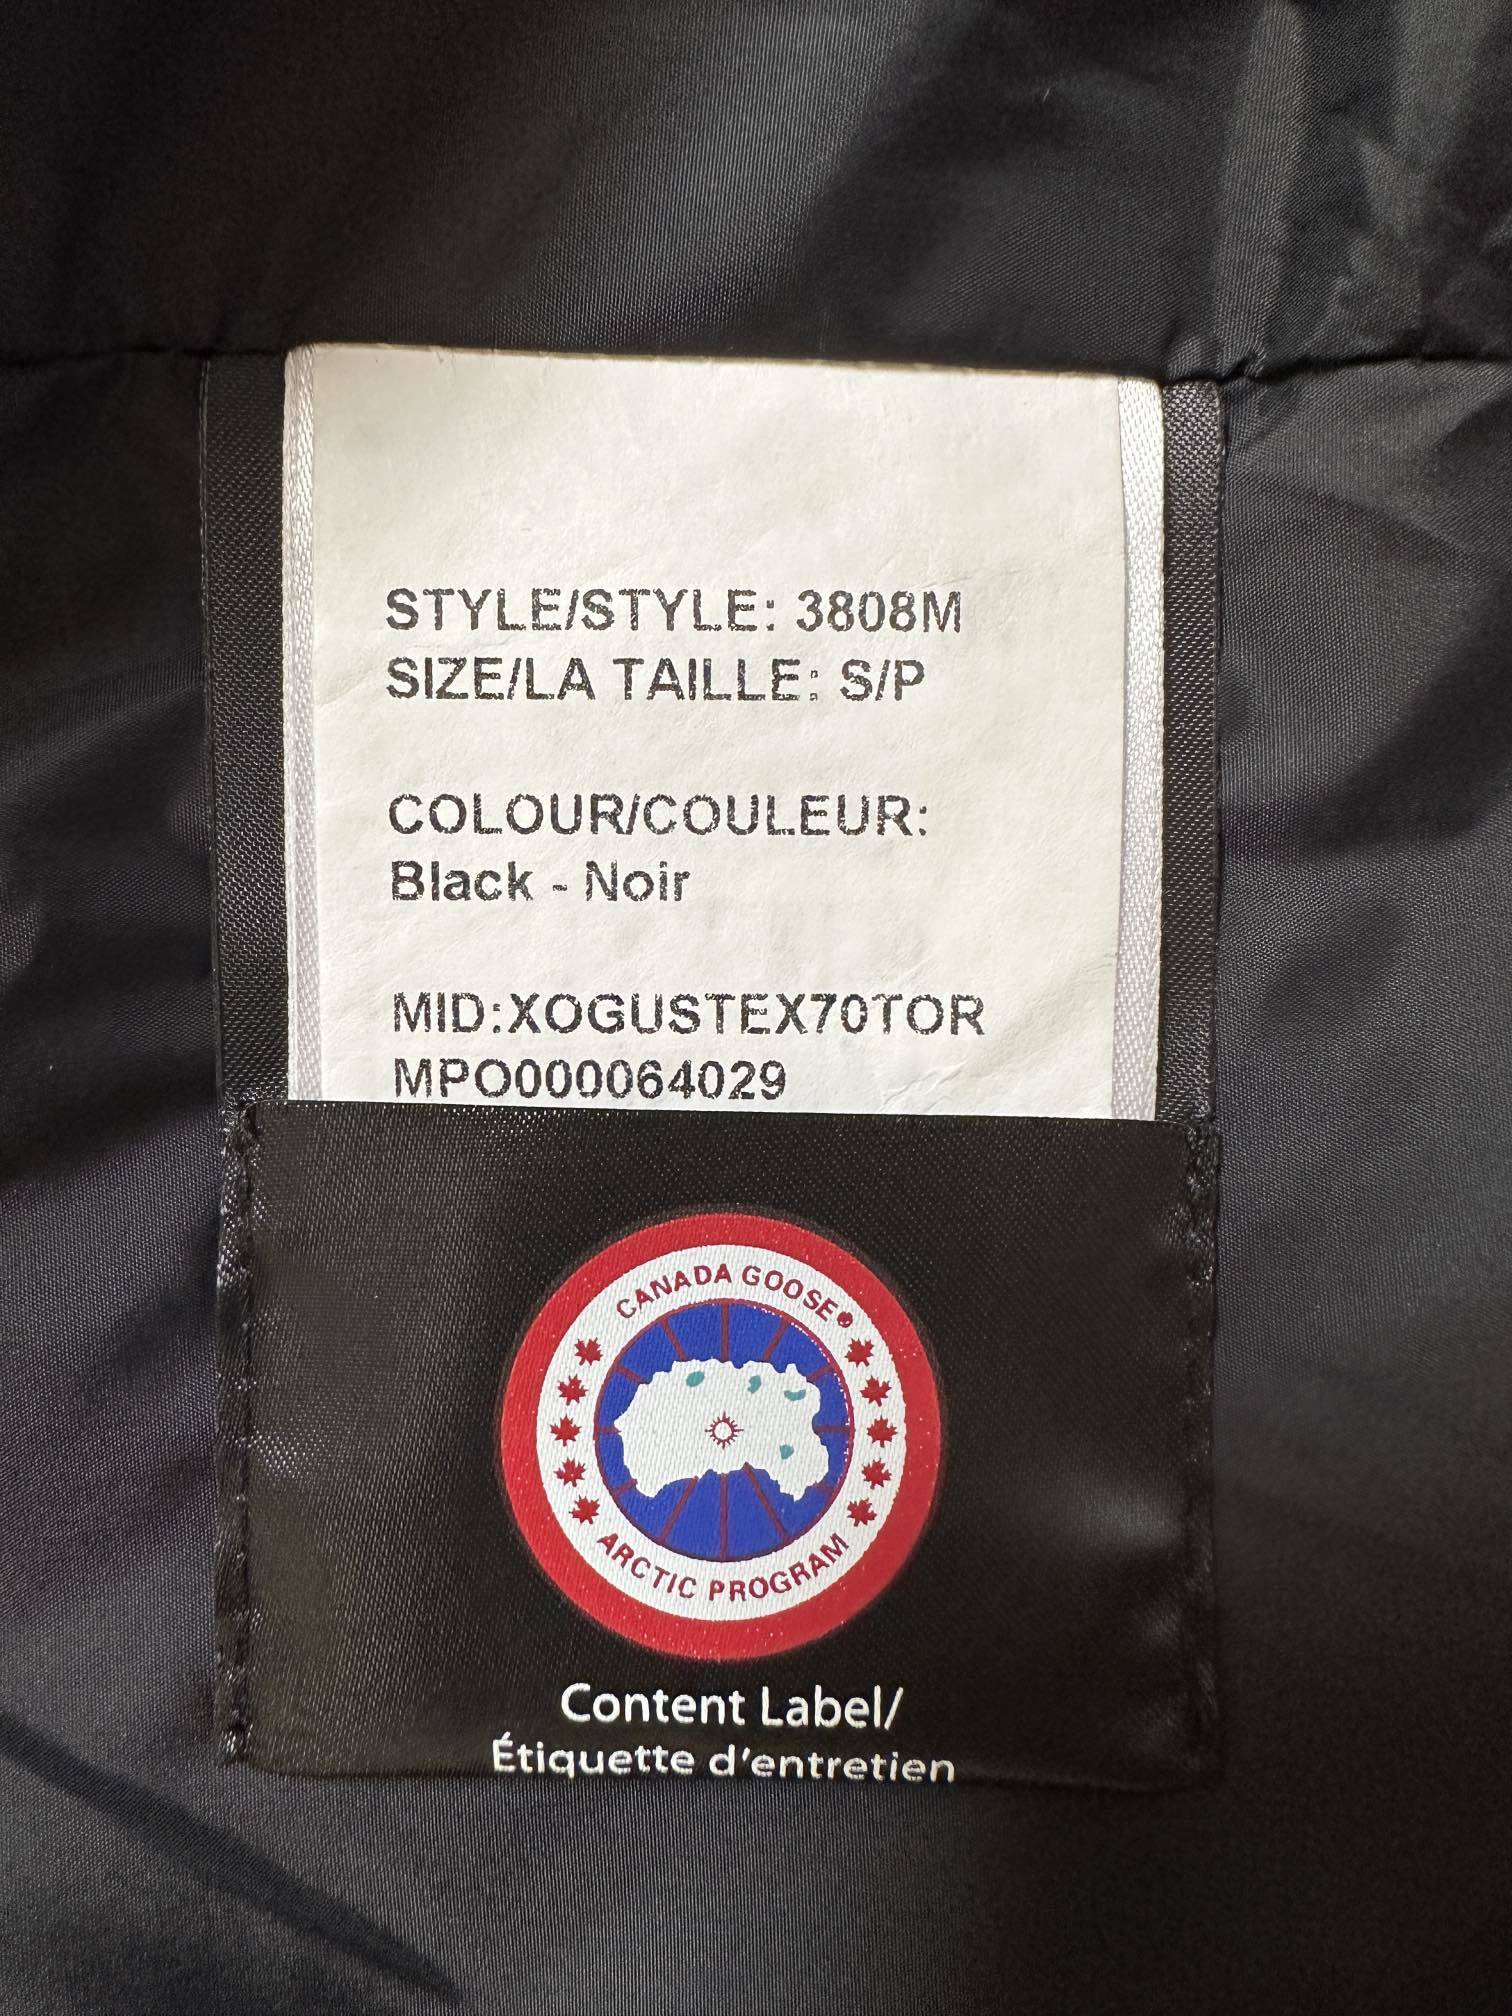 STYLE/STYLE: 3808M
SIZE/LA TAILLE: S/P
COLOUR/COULEUR:
Black - Noir
MID:XOGUSTEX70TOR
MPO000064029
CANADA GOOSE®
ARCTIC PROGRAM
Content Label/
Étiquette d'entretien